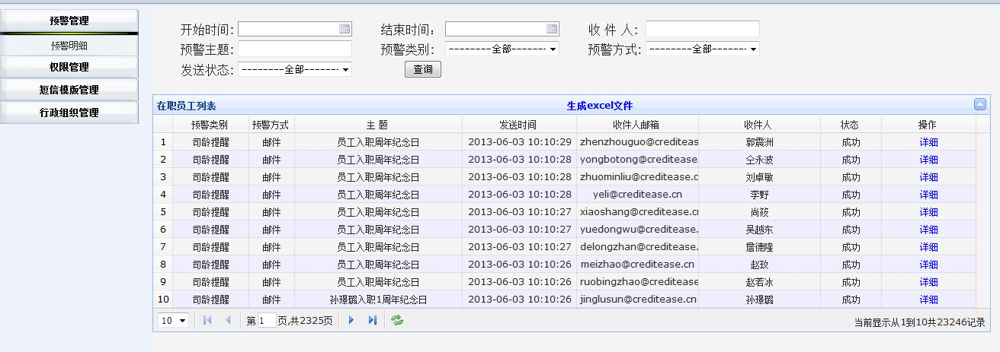 预警管理
预警明细
权限管理
短信模版管理
行政组织管理
开始时间: 结束时间: 收 件 人:
预警主题: 预警类别: --------全部------- 预警方式: --------全部-------
发送状态: --------全部------- 查询
在职员工列表 生成excel文件
预警类别 预警方式 主 题 发送时间 收件人邮箱 收件人 状态 操作
1 司龄提醒 邮件 员工入职周年纪念日 2013-06-03 10:10:29 zhenzhouguo@crediteas 郭震洲 成功 详细
2 司龄提醒 邮件 员工入职周年纪念日 2013-06-03 10:10:28 yongbotong@creditease. 仝永波 成功 详细
3 司龄提醒 邮件 员工入职周年纪念日 2013-06-03 10:10:28 zhuominliu@creditease.c 刘卓敏 成功 详细
4 司龄提醒 邮件 员工入职周年纪念日 2013-06-03 10:10:28 yeli@creditease.cn 李野 成功 详细
5 司龄提醒 邮件 员工入职周年纪念日 2013-06-03 10:10:27 xiaoshang@creditease.cn 尚筱 成功 详细
6 司龄提醒 邮件 员工入职周年纪念日 2013-06-03 10:10:27 yuedongwu@creditease. 吴越东 成功 详细
7 司龄提醒 邮件 员工入职周年纪念日 2013-06-03 10:10:27 delongzhan@creditease. 詹德隆 成功 详细
8 司龄提醒 邮件 员工入职周年纪念日 2013-06-03 10:10:26 meizhao@creditease.cn 赵玫 成功 详细
9 司龄提醒 邮件 员工入职周年纪念日 2013-06-03 10:10:26 ruobingzhao@creditease 赵若冰 成功 详细
10 司龄提醒 邮件 孙璟璐入职1周年纪念日 2013-06-03 10:10:26 jinglusun@creditease.cn 孙璟璐 成功 详细
10 第 1 页,共2325页 当前显示从1到10共23246记录